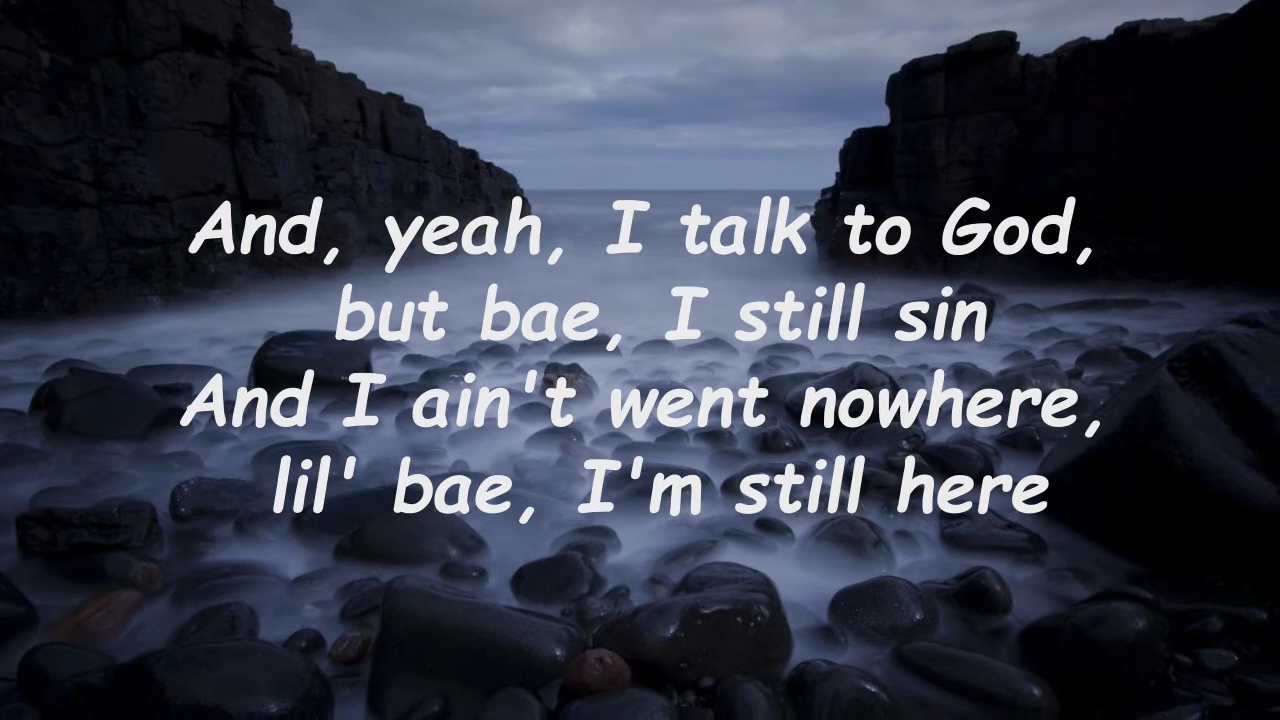 And, yeah, I talk to God,
but bae, I still sin
And I ain't went nowhere,
lil' bae, I'm still here